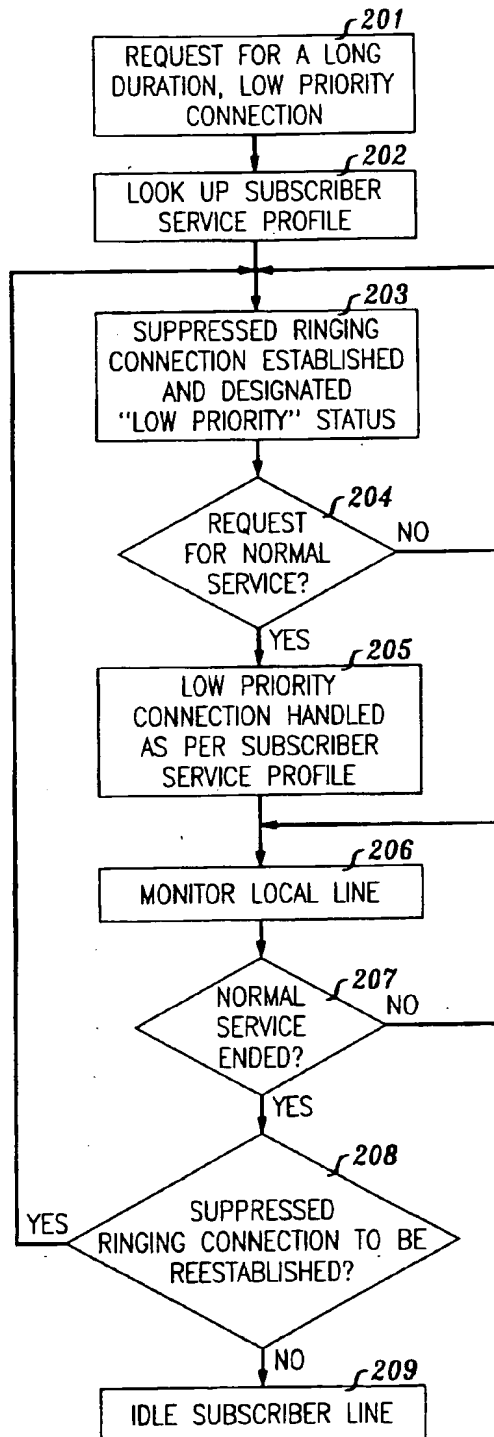 201
REQUEST FOR A LONG
DURATION, LOW PRIORITY
CONNECTION
202
LOOK UP SUBSCRIBER
SERVICE PROFILE
203
SUPPRESSED RINGING
CONNECTION ESTABLISHED
AND DESIGNATED
"LOW PRIORITY" STATUS
204
REQUEST
FOR NORMAL
SERVICE?
NO
YES
205
LOW PRIORITY
CONNECTION HANDLED
AS PER SUBSCRIBER
SERVICE PROFILE
206
MONITOR LOCAL LINE
207
NORMAL
SERVICE
ENDED?
NO
YES
208
SUPPRESSED
RINGING CONNECTION TO BE
REESTABLISHED?
YES
NO
209
IDLE SUBSCRIBER LINE